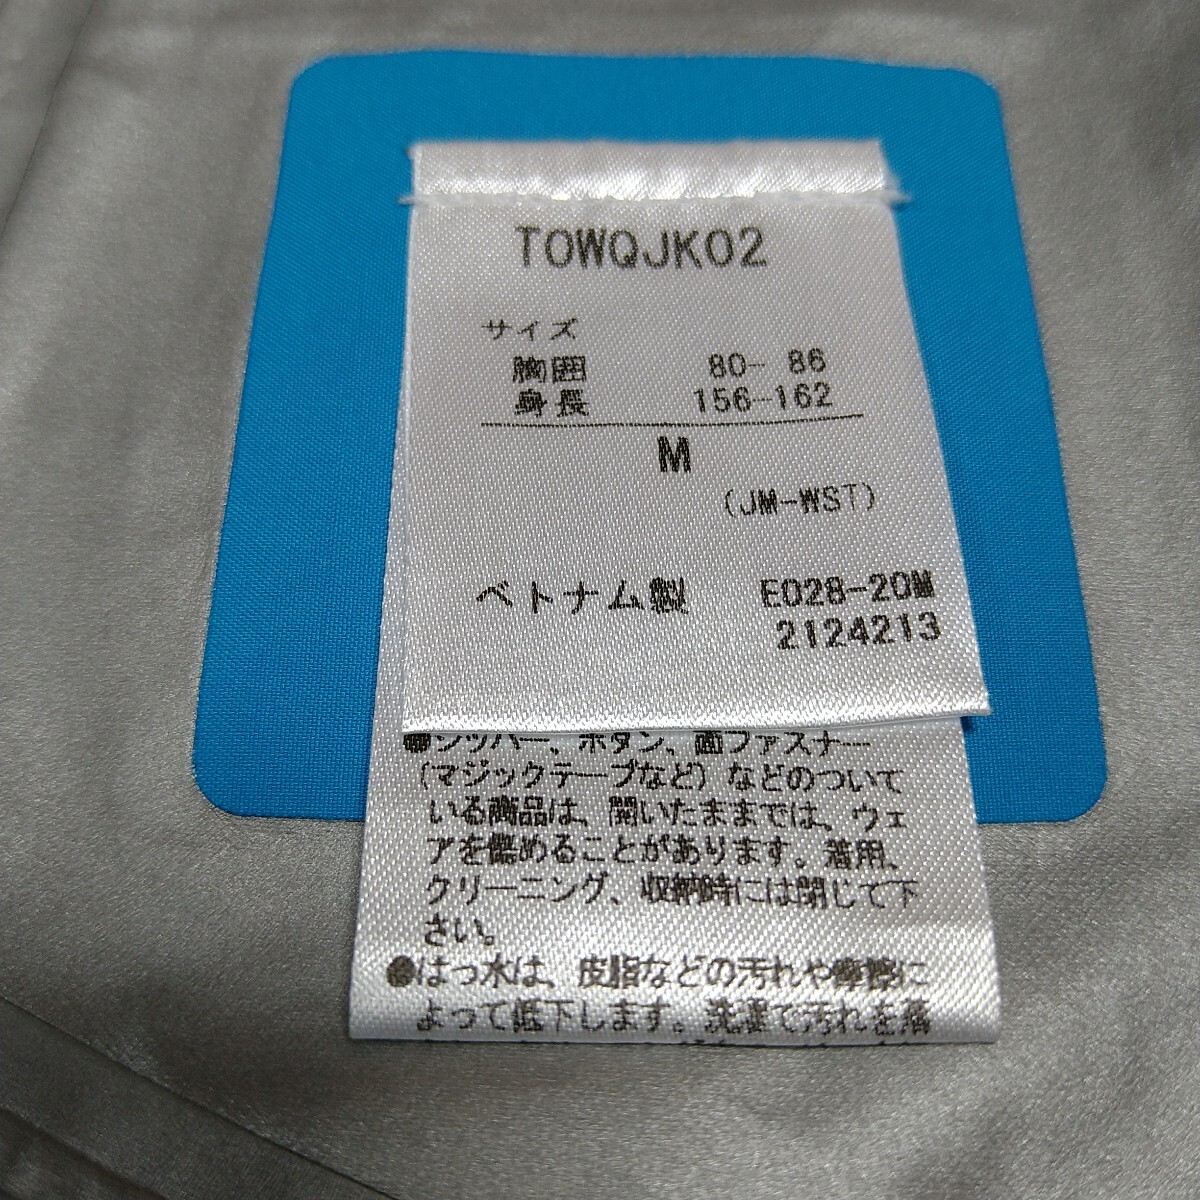 TOWQJK02
サイズ
胸囲 80- 86
身長 156-162
M
(JM-WST)
ベトナム製 E028-20M
2124213
●ジッパー、ボタン、面ファスナー
(マジックテープなど)などのついて
いる商品は、開いたままでは、ウェ
アを傷めることがあります。着用、
クリーニング、収納時には閉じて下
さい。
●はっ水は、皮脂などの汚れや摩擦に
よって低下します。洗濯で汚れを落